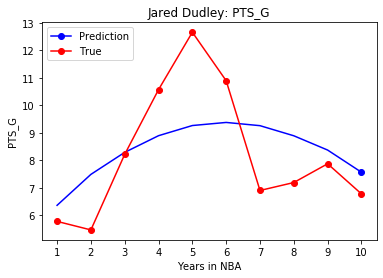 Jared Dudley: PTS_G
Prediction
True
13
12
11
10
9
8
7
6
PTS_G
1 2 3 4 5 6 7 8 9 10
Years in NBA